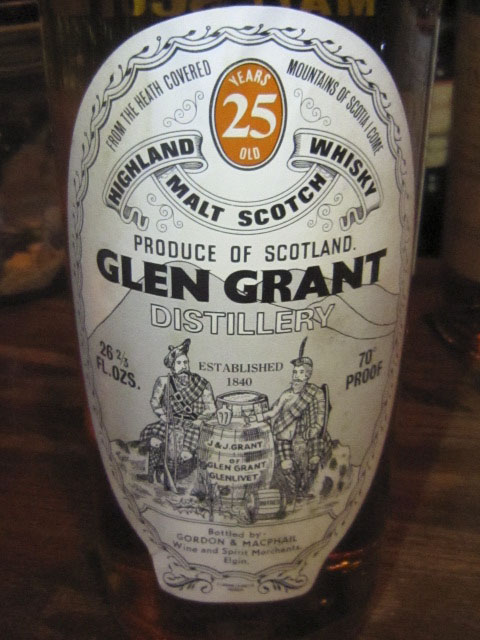 FROM THE HEATH COVERED MOUNTAINS OF SCOTIA I COME
YEARS
25
OLD
HIGHLAND MALT SCOTCH WHISKY
PRODUCE OF SCOTLAND.
GLEN GRANT
DISTILLERY
26 2/3
FL.OZS.
ESTABLISHED
1840
70°
PROOF
J & J. GRANT
GLEN GRANT
GLENLIVET
Bottled by:-
GORDON & MACPHAIL
Wine and Spirit Merchants,
Elgin.